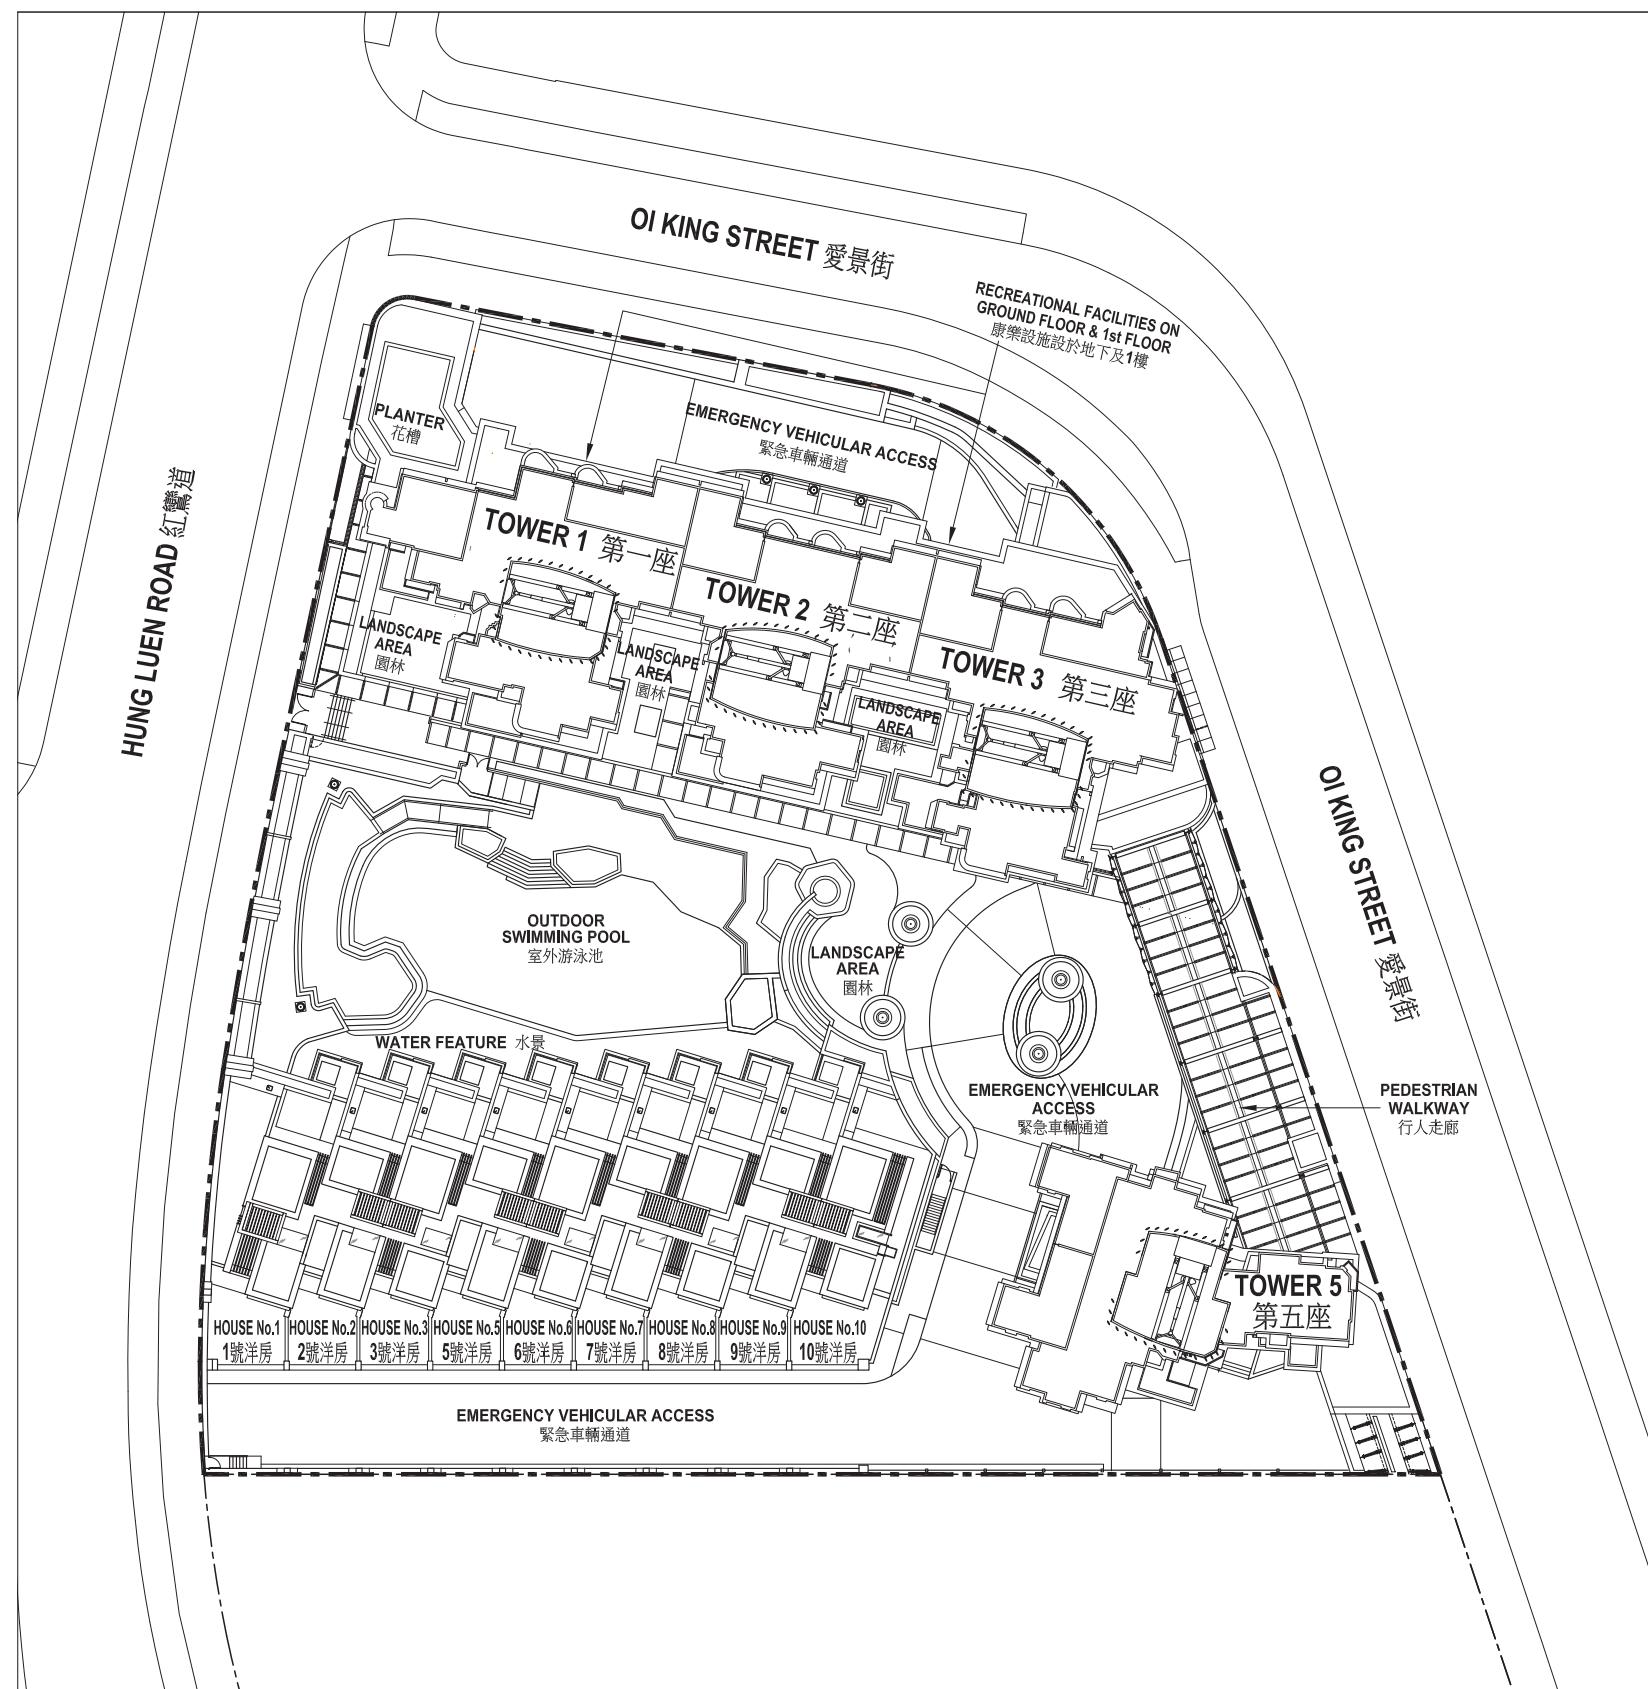 OI KING STREET 愛景街
RECREATIONAL FACILITIES ON
GROUND FLOOR & 1st FLOOR
康樂設施設於地下及1樓
PLANTER
花槽
EMERGENCY VEHICULAR ACCESS
緊急車輛通道
HUNG LUEN ROAD 紅鸞道
TOWER 1 第一座
TOWER 2 第二座
TOWER 3 第三座
LANDSCAPE
AREA
園林
LANDSCAPE
AREA
園林
LANDSCAPE
AREA
園林
OI KING STREET 愛景街
OUTDOOR
SWIMMING POOL
室外游泳池
LANDSCAPE
AREA
園林
WATER FEATURE 水景
EMERGENCY VEHICULAR
ACCESS
緊急車輛通道
PEDESTRIAN
WALKWAY
行人走廊
TOWER 5
第五座
HOUSE No.1
1號洋房
HOUSE No.2
2號洋房
HOUSE No.3
3號洋房
HOUSE No.5
5號洋房
HOUSE No.6
6號洋房
HOUSE No.7
7號洋房
HOUSE No.8
8號洋房
HOUSE No.9
9號洋房
HOUSE No.10
10號洋房
EMERGENCY VEHICULAR ACCESS
緊急車輛通道